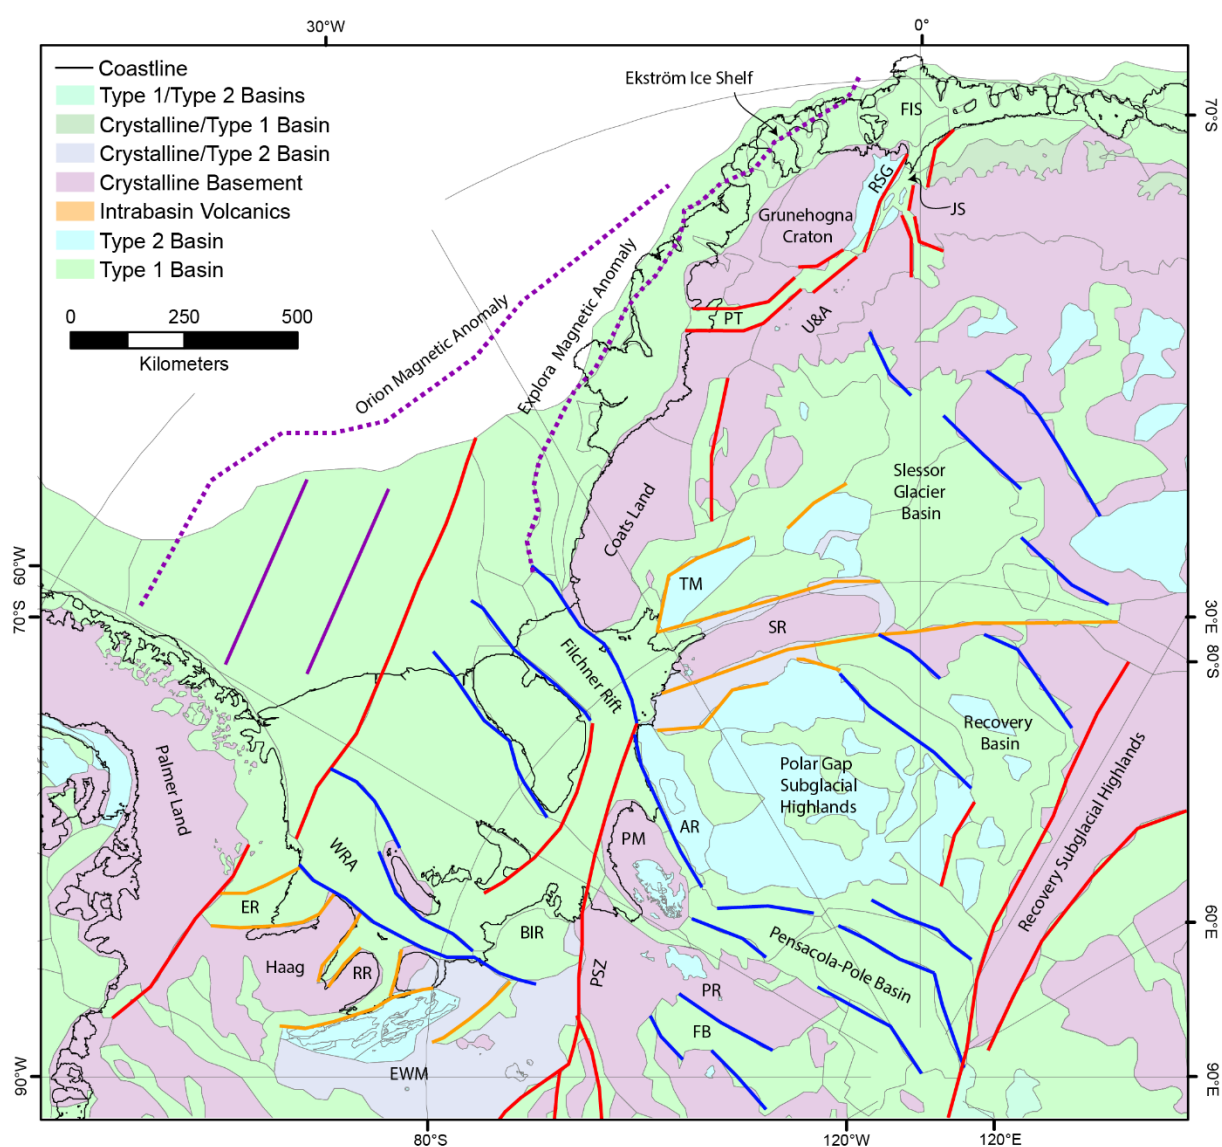 30°W
0°
Coastline
Type 1/Type 2 Basins
Crystalline/Type 1 Basin
Crystalline/Type 2 Basin
Crystalline Basement
Intrabasin Volcanics
Type 2 Basin
Type 1 Basin
0
250
500
Kilometers
Ekström Ice Shelf
FIS
70°S
RSG
JS
Grunehogna
Craton
Orion Magnetic Anomaly
Explora Magnetic Anomaly
PT
U&A
Slessor
Glacier
Basin
Coats Land
60°W
70°S
TM
SR
30°E
80°S
Filchner Rift
Recovery
Basin
Polar Gap
Subglacial
Highlands
Recovery Subglacial Highlands
Palmer Land
AR
PM
WRA
ER
BIR
60°E
Pensacola-Pole Basin
Haag
RR
PSZ
PR
FB
EWM
90°W
90°E
80°S
120°W
120°E